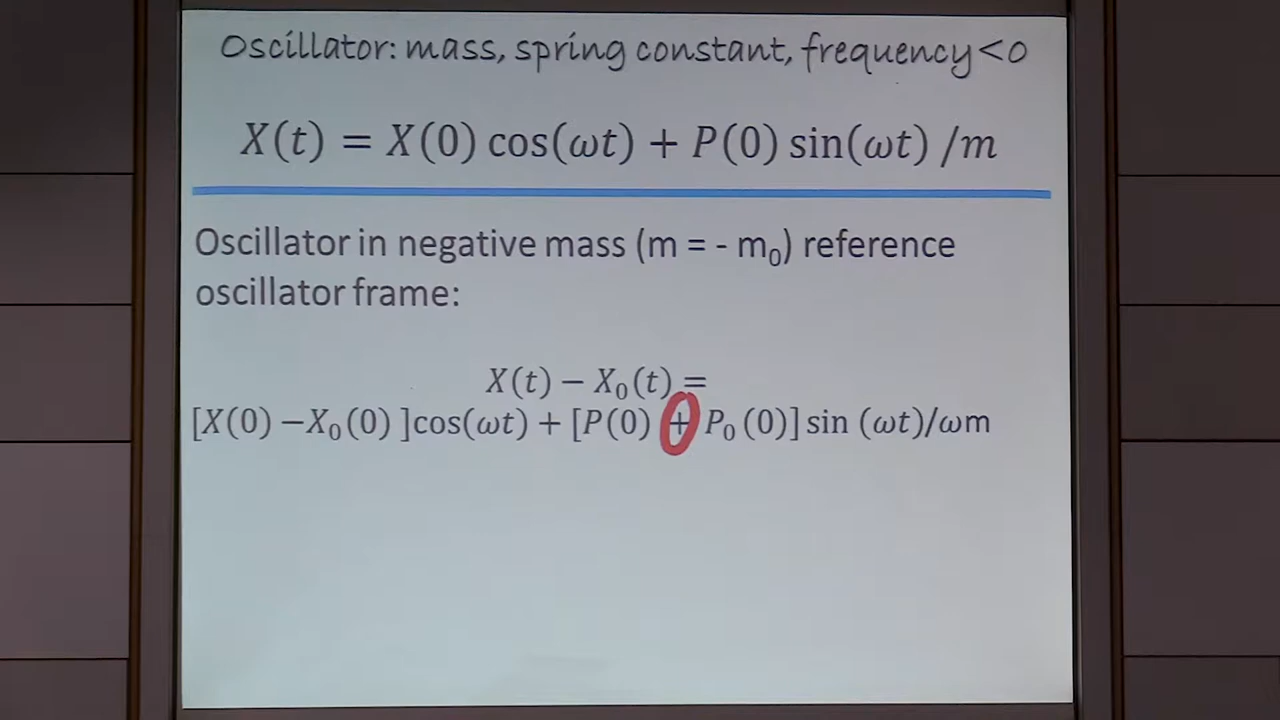 Oscillator: mass, spring constant, frequency<0
X(t) = X(0) cos(ωt) + P(0) sin(ωt) /m
Oscillator in negative mass (m = - m₀) reference
oscillator frame:
X(t) − X₀(t) =
[X(0) −X₀(0) ]cos(ωt) + [P(0) + P₀ (0)] sin (ωt)/ωm